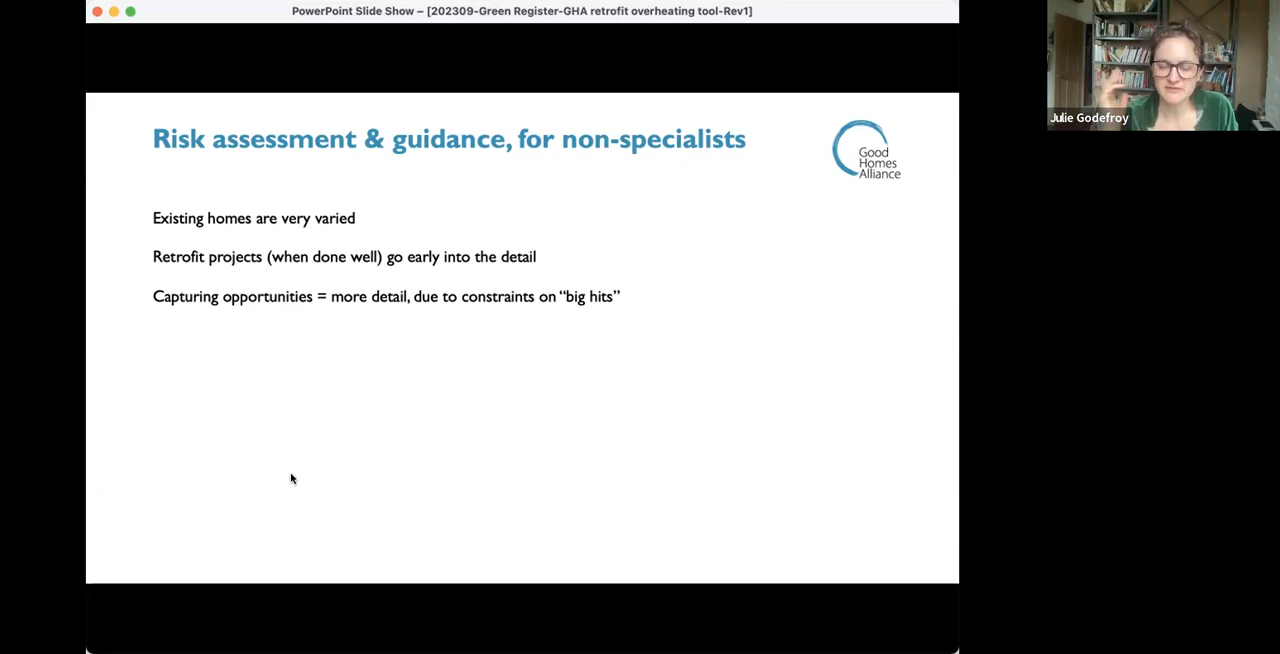 PowerPoint Slide Show – [202309-Green Register-GHA retrofit overheating tool-Rev1]
Julie Godefroy
Risk assessment & guidance, for non-specialists
Good
Homes
Alliance
Existing homes are very varied
Retrofit projects (when done well) go early into the detail
Capturing opportunities = more detail, due to constraints on “big hits”